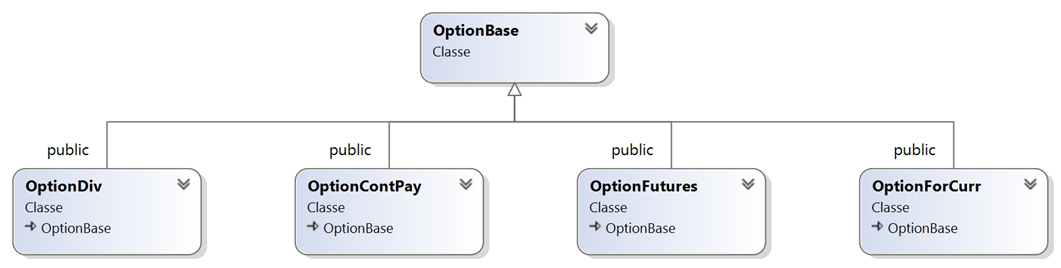 OptionBase
Classe
public
public
public
public
OptionDiv
Classe
OptionBase
OptionContPay
Classe
OptionBase
OptionFutures
Classe
OptionBase
OptionForCurr
Classe
OptionBase